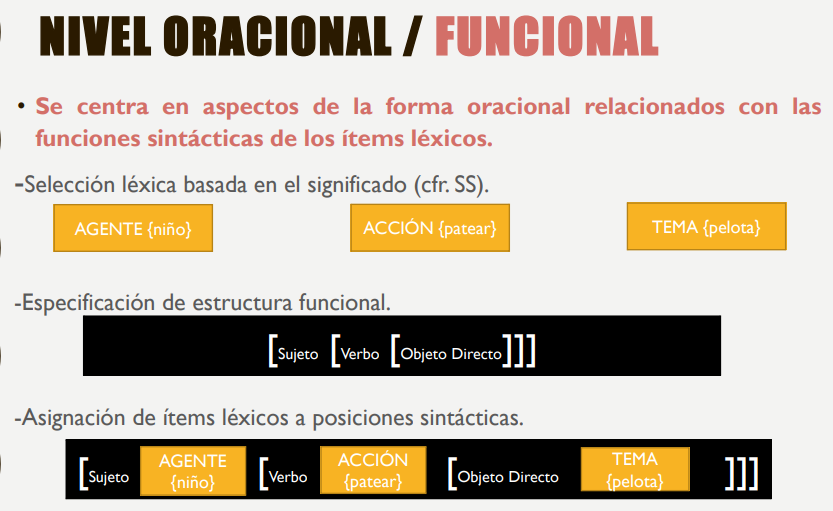 NIVEL ORACIONAL / FUNCIONAL
• Se centra en aspectos de la forma oracional relacionados con las
funciones sintácticas de los ítems léxicos.
-Selección léxica basada en el significado (cfr. SS).
AGENTE {niño} ACCIÓN {patear} TEMA {pelota}
-Especificación de estructura funcional.
[Sujeto [Verbo [Objeto Directo]]]
-Asignación de ítems léxicos a posiciones sintácticas.
[Sujeto AGENTE {niño} [Verbo ACCIÓN {patear} [Objeto Directo TEMA {pelota} ]]]